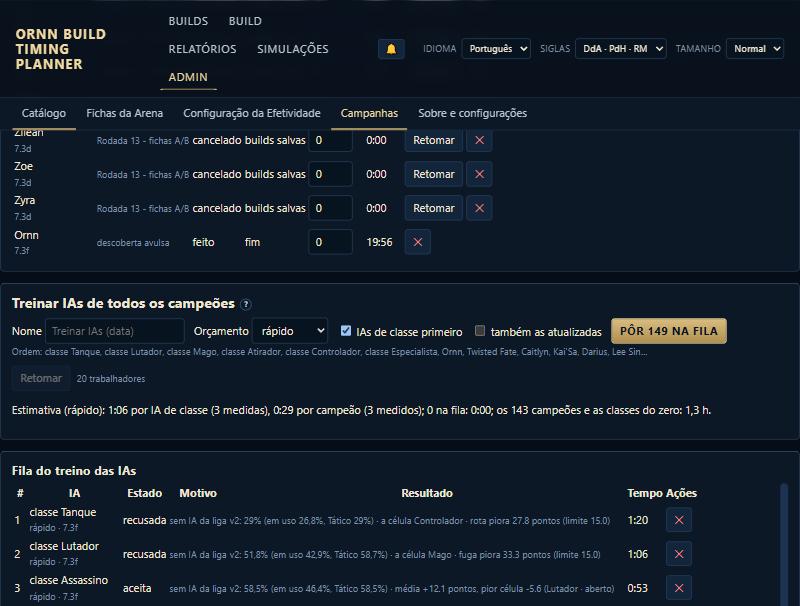 ORNN BUILD
TIMING
PLANNER
BUILDS BUILD
RELATÓRIOS SIMULAÇÕES
ADMIN
IDIOMA Português SIGLAS DdA - PdH - RM TAMANHO Normal
Catálogo Fichas da Arena Configuração da Efetividade Campanhas Sobre e configurações
Zilean
7.3d
Rodada 13 - fichas A/B cancelado builds salvas 0 0:00 Retomar ✕
Zoe
7.3d
Rodada 13 - fichas A/B cancelado builds salvas 0 0:00 Retomar ✕
Zyra
7.3d
Rodada 13 - fichas A/B cancelado builds salvas 0 0:00 Retomar ✕
Ornn
7.3f
descoberta avulsa feito fim 0 19:56 ✕
Treinar IAs de todos os campeões ?
Nome Treinar IAs (data) Orçamento rápido IAs de classe primeiro também as atualizadas PÔR 149 NA FILA
Ordem: classe Tanque, classe Lutador, classe Mago, classe Atirador, classe Controlador, classe Especialista, Ornn, Twisted Fate, Caitlyn, Kai'Sa, Darius, Lee Sin...
Retomar 20 trabalhadores
Estimativa (rápido): 1:06 por IA de classe (3 medidas), 0:29 por campeão (3 medidos); 0 na fila: 0:00; os 143 campeões e as classes do zero: 1,3 h.
Fila do treino das IAs
# IA Estado Motivo Resultado Tempo Ações
1 classe Tanque
rápido · 7.3f
recusada sem IA da liga v2: 29% (em uso 26,8%, Tático 29%) · a célula Controlador · rota piora 27.8 pontos (limite 15.0) 1:20 ✕
2 classe Lutador
rápido · 7.3f
recusada sem IA da liga v2: 51,8% (em uso 42,9%, Tático 58,7%) · a célula Mago · fuga piora 33.3 pontos (limite 15.0) 1:06 ✕
3 classe Assassino
rápido · 7.3f
aceita sem IA da liga v2: 58,5% (em uso 46,4%, Tático 58,5%) · média +12.1 pontos, pior célula -5.6 (Lutador · aberto) 0:53 ✕